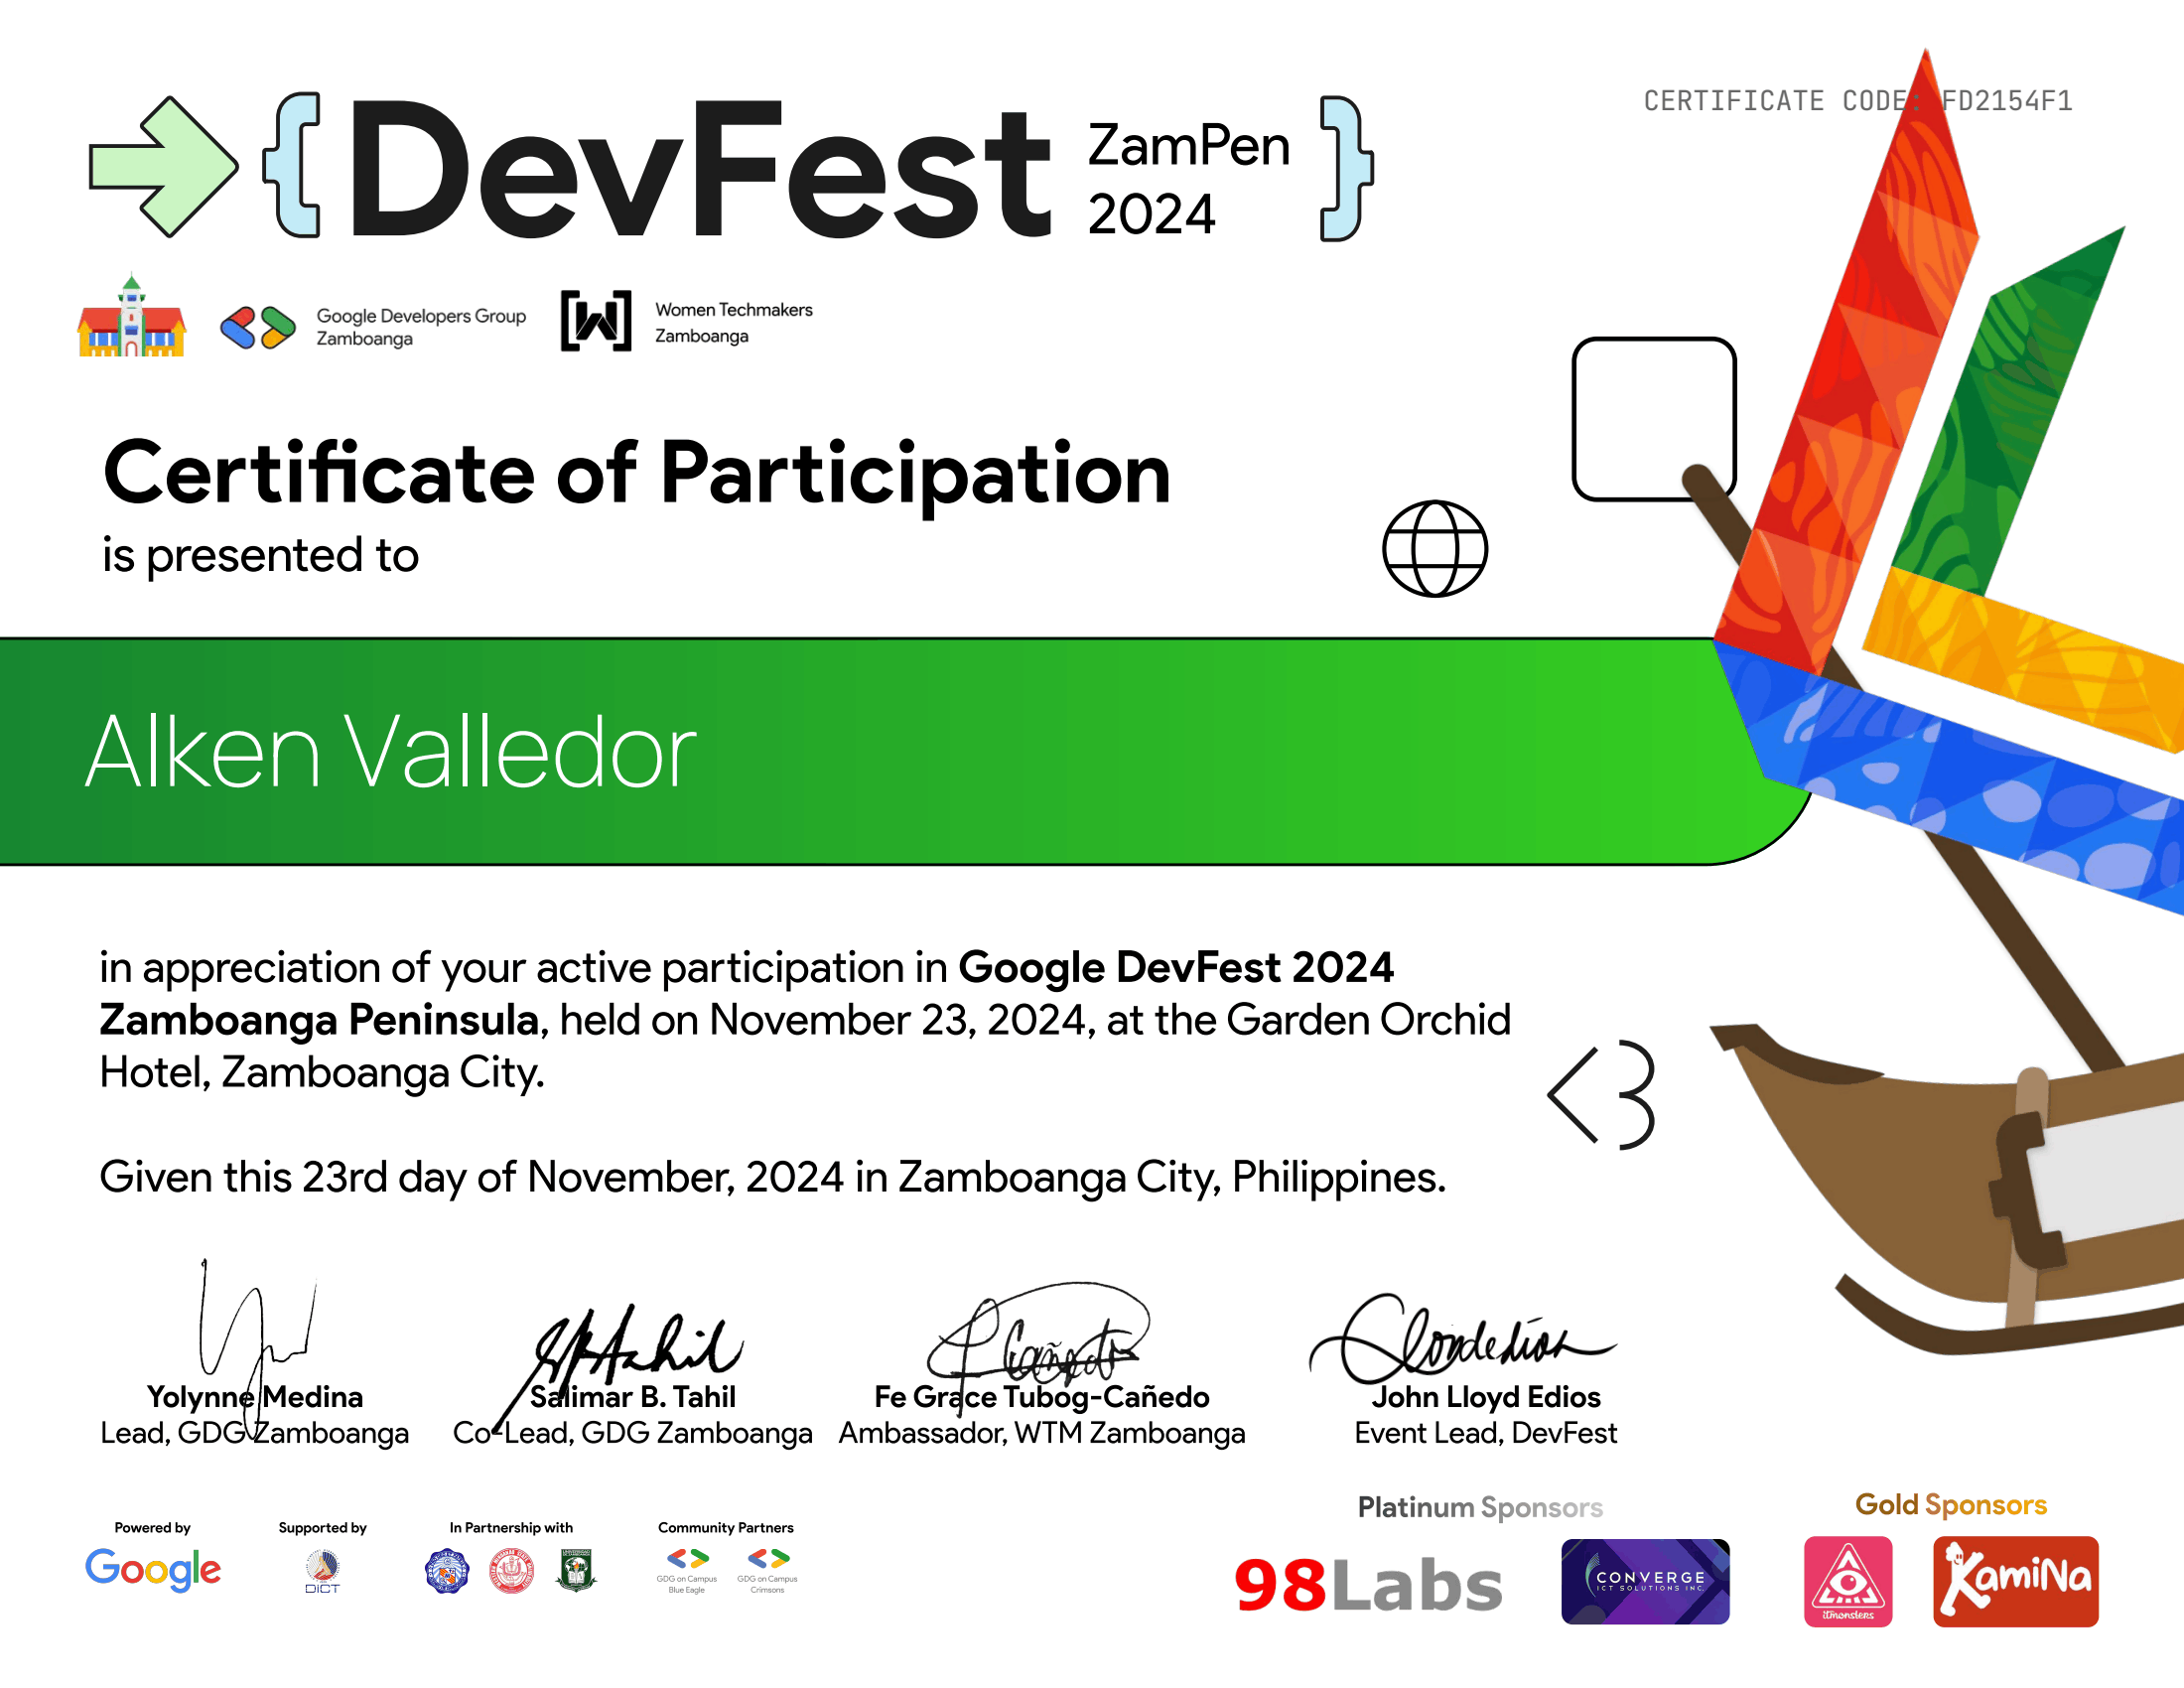 CERTIFICATE CODE: FD2154F1
{ DevFest ZamPen 2024 }
Google Developers Group
Zamboanga
Women Techmakers
Zamboanga
Certificate of Participation
is presented to
Alken Valledor
in appreciation of your active participation in Google DevFest 2024
Zamboanga Peninsula, held on November 23, 2024, at the Garden Orchid
Hotel, Zamboanga City.
<3
Given this 23rd day of November, 2024 in Zamboanga City, Philippines.
Yolynne Medina
Lead, GDG Zamboanga
Salimar B. Tahil
Co-Lead, GDG Zamboanga
Fe Grace Tubog-Cañedo
Ambassador, WTM Zamboanga
John Lloyd Edios
Event Lead, DevFest
Powered by
Google
Supported by
DICT
In Partnership with
Community Partners
GDG on Campus
Blue Eagle
GDG on Campus
Crimsons
Platinum Sponsors
98Labs
CONVERGE
ICT SOLUTIONS INC.
Gold Sponsors
iTmonsters
KamiNa